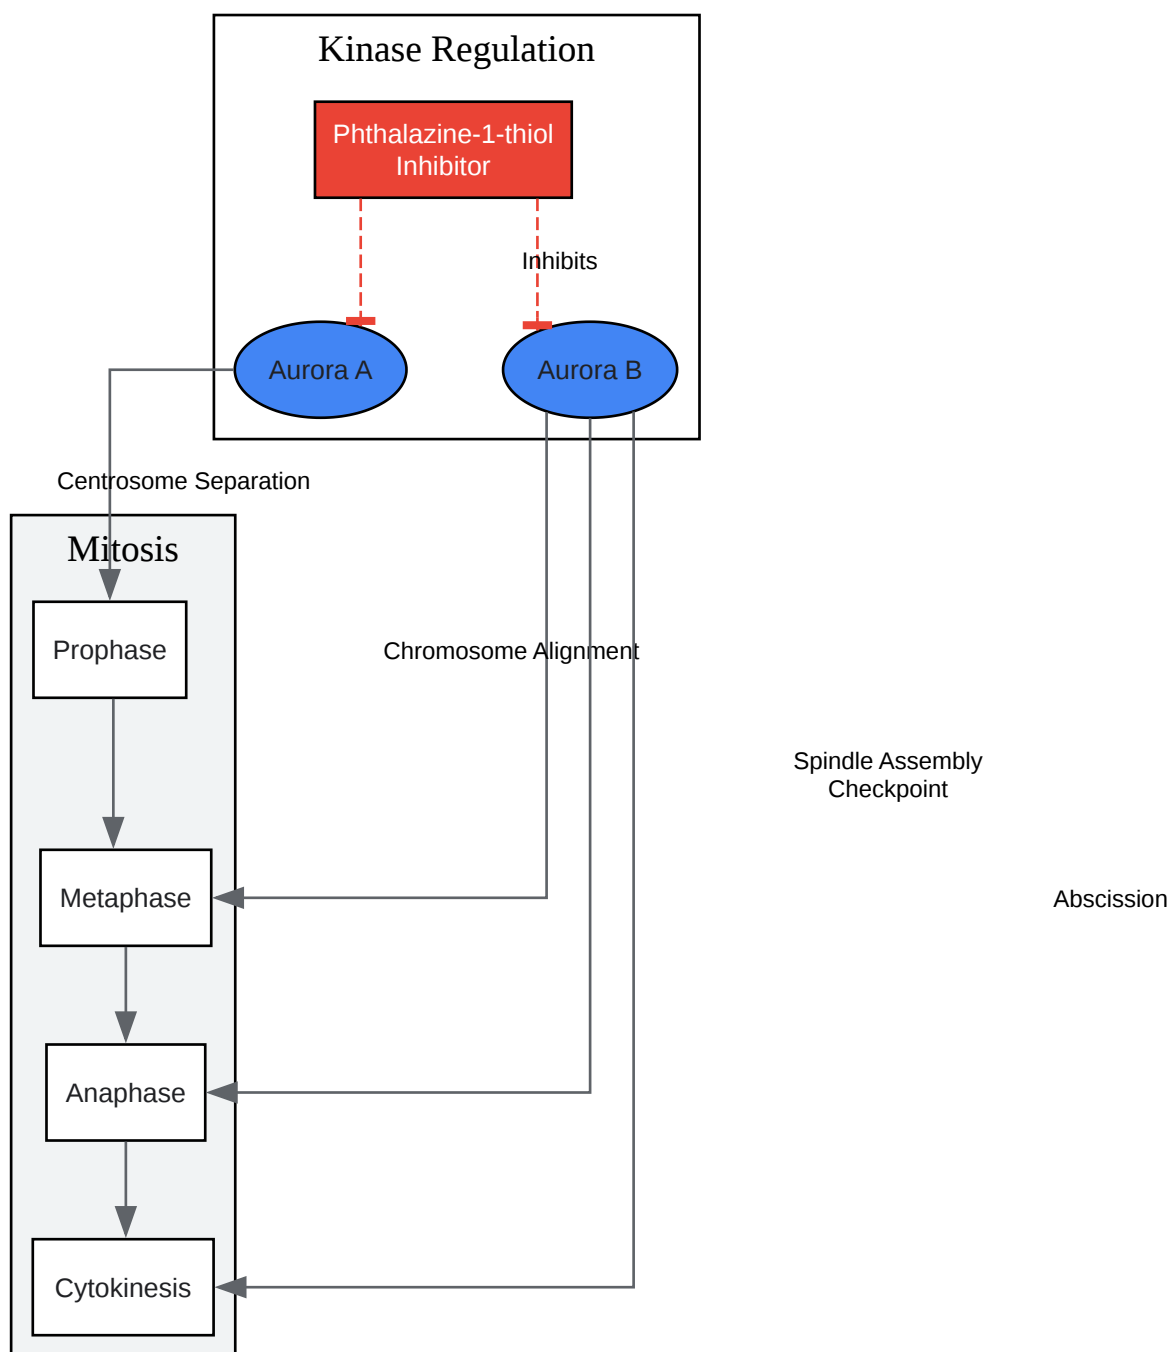 Kinase Regulation
Phthalazine-1-thiol
Inhibitor
Inhibits
Aurora A
Aurora B
Centrosome Separation
Mitosis
Prophase
Chromosome Alignment
Spindle Assembly
Checkpoint
Metaphase
Abscission
Anaphase
Cytokinesis